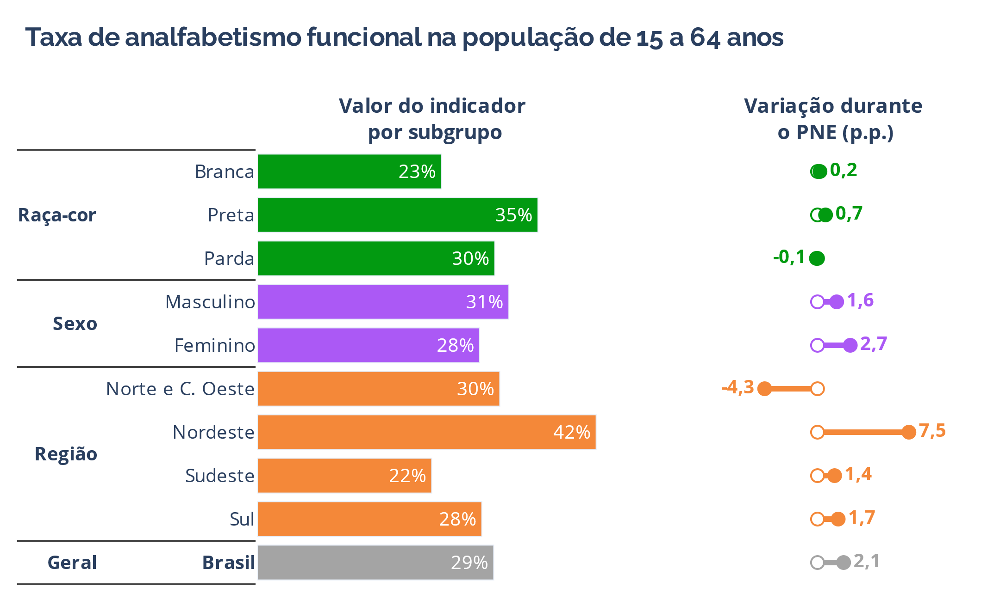 Taxa de analfabetismo funcional na população de 15 a 64 anos
Valor do indicador
por subgrupo
Variação durante
o PNE (p.p.)
Branca 23% 0,2
Raça-cor Preta 35% 0,7
Parda 30% -0,1
Masculino 31% 1,6
Sexo
Feminino 28% 2,7
Norte e C. Oeste 30% -4,3
Nordeste 42% 7,5
Região
Sudeste 22% 1,4
Sul 28% 1,7
Geral Brasil 29% 2,1